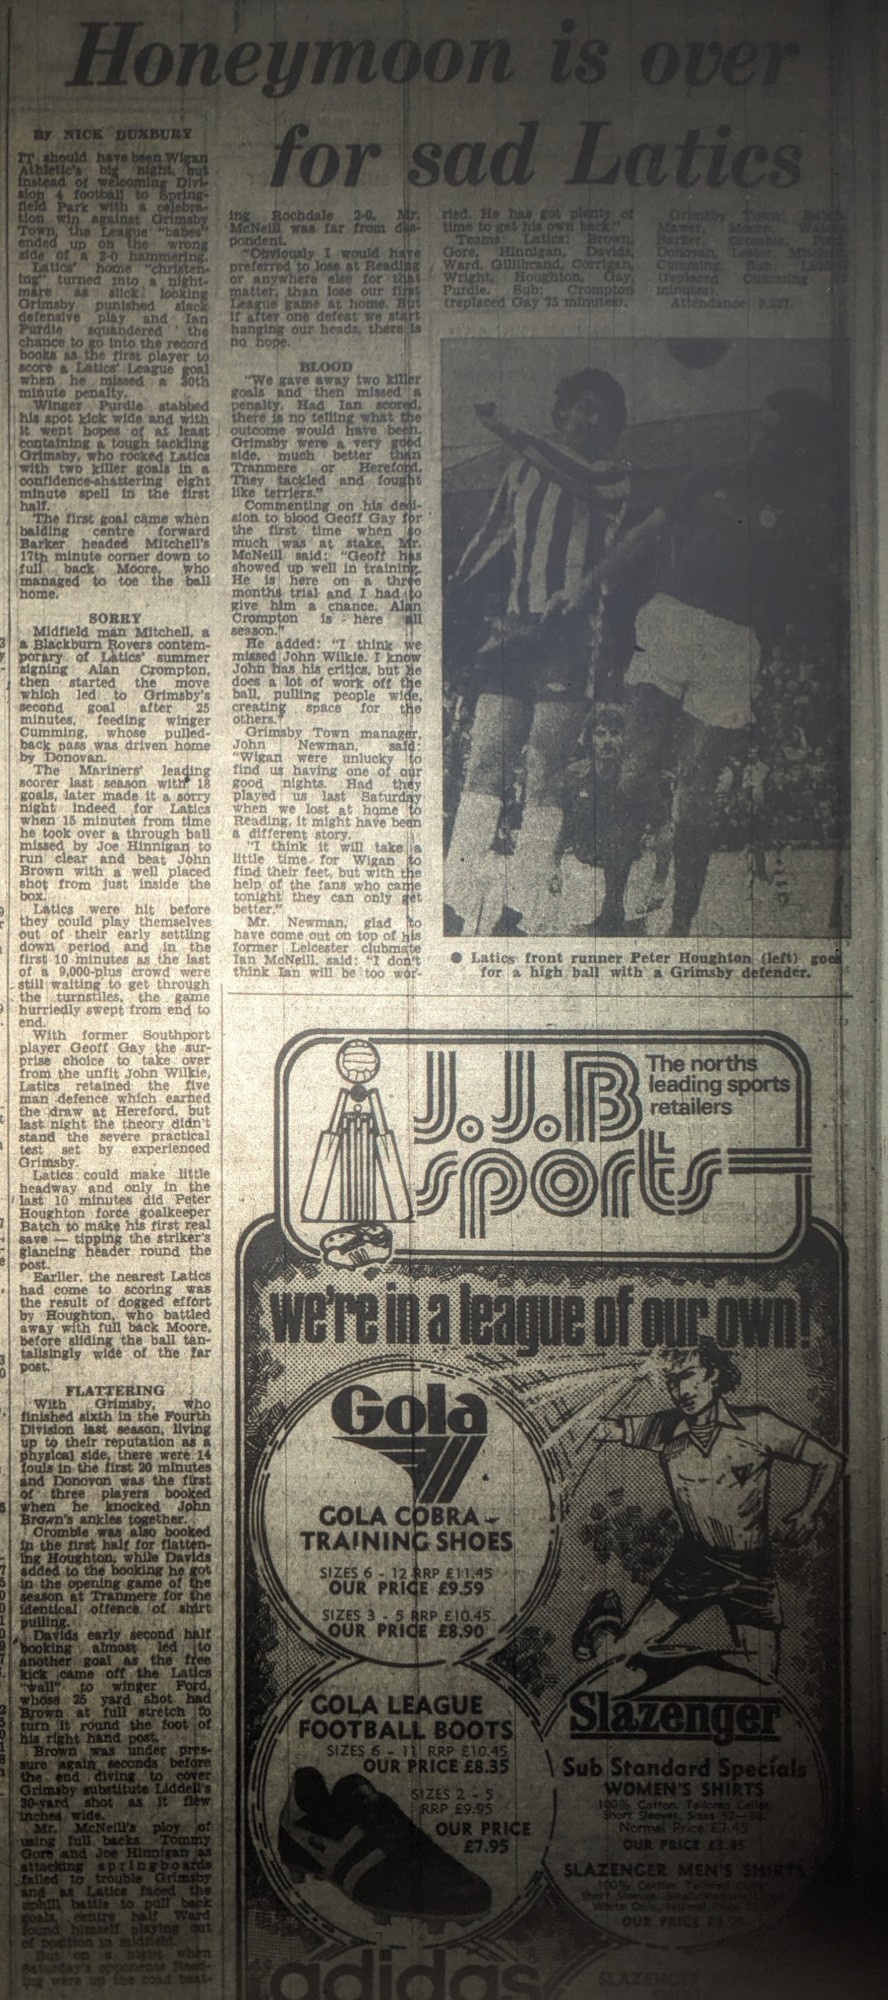 Honeymoon is over
for sad Latics
By NICK DUXBURY
IT should have been Wigan
Athletic's big night, but
instead of welcoming Divi-
sion 4 football to Spring-
field Park with a celebra-
tion win against Grimsby
Town, the League "babes"
ended up on the wrong
side of a 3-0 hammering.
Latics' home "christen-
ing" turned into a night-
mare as slick looking
Grimsby punished slack
defensive play and Ian
Purdie squandered the
chance to go into the record
books as the first player to
score a Latics' League goal
when he missed a 30th
minute penalty.
Winger Purdie stabbed
his spot kick wide and with
it went hopes of at least
containing a tough tackling
Grimsby, who rocked Latics
with two killer goals in a
confidence-shattering eight
minute spell in the first
half.
The first goal came when
balding centre forward
Barker headed Mitchell's
17th minute corner down to
full back Moore, who
managed to toe the ball
home.
SORRY
Midfield man Mitchell, a
a Blackburn Rovers contem-
porary of Latics' summer
signing Alan Crompton,
then started the move
which led to Grimsby's
second goal after 25
minutes, feeding winger
Cumming, whose pulled-
back pass was driven home
by Donovan.
The Mariners' leading
scorer last season with 18
goals, later made it a sorry
night indeed for Latics
when 15 minutes from time
he took over a through ball
missed by Joe Hinnigan to
run clear and beat John
Brown with a well placed
shot from just inside the
box.
Latics were hit before
they could play themselves
out of their early settling
down period and in the
first 10 minutes as the last
of a 9,000-plus crowd were
still waiting to get through
the turnstiles, the game
hurriedly swept from end to
end.
With former Southport
player Geoff Gay the sur-
prise choice to take over
from the unfit John Wilkie,
Latics retained the five
man defence which earned
the draw at Hereford, but
last night the theory didn't
stand the severe practical
test set by experienced
Grimsby.
Latics could make little
headway and only in the
last 10 minutes did Peter
Houghton force goalkeeper
Batch to make his first real
save — tipping the striker's
glancing header round the
post.
Earlier, the nearest Latics
had come to scoring was
the result of dogged effort
by Houghton, who battled
away with full back Moore,
before sliding the ball tan-
talisingly wide of the far
post.
FLATTERING
With Grimsby, who
finished sixth in the Fourth
Division last season, living
up to their reputation as a
physical side, there were 14
fouls in the first 20 minutes
and Donovon was the first
of three players booked
when he knocked John
Brown's ankles together.
Crombie was also booked
in the first half for flatten-
ing Houghton, while Davids
added to the booking he got
in the opening game of the
season at Tranmere for the
identical offence of shirt
pulling.
Davids early second half
booking almost led to
another goal as the free
kick came off the Latics
"wall" to winger Ford,
whose 25 yard shot had
Brown at full stretch to
turn it round the foot of
his right hand post.
Brown was under pres-
sure again seconds before
the end diving to cover
Grimsby substitute Liddell's
30-yard shot as it flew
inches wide.
Mr. McNeill's ploy of
using full backs Tommy
Gore and Joe Hinnigan as
attacking springboards
failed to trouble Grimsby
and as Latics faced the
uphill battle to pull back
goals, centre half Ward
found himself playing out
of position in midfield.
But on a night when
Saturday's opponents Read-
ing were up the road beat-
ing Rochdale 2-0, Mr.
McNeill was far from des-
pondent.
"Obviously I would have
preferred to lose at Reading
or anywhere else for that
matter, than lose our first
League game at home. But
if after one defeat we start
hanging our heads, there is
no hope.
BLOOD
"We gave away two killer
goals and then missed a
penalty. Had Ian scored,
there is no telling what the
outcome would have been.
Grimsby were a very good
side, much better than
Tranmere or Hereford.
They tackled and fought
like terriers."
Commenting on his deci-
sion to blood Geoff Gay for
the first time when so
much was at stake, Mr.
McNeill said: "Geoff has
showed up well in training.
He is here on a three
months trial and I had to
give him a chance. Alan
Crompton is here all
season."
He added: "I think we
missed John Wilkie. I know
John has his critics, but he
does a lot of work off the
ball, pulling people wide,
creating space for the
others."
Grimsby Town manager,
John Newman, said:
"Wigan were unlucky to
find us having one of our
good nights. Had they
played us last Saturday
when we lost at home to
Reading, it might have been
a different story.
"I think it will take a
little time for Wigan to
find their feet, but with the
help of the fans who came
tonight they can only get
better."
Mr. Newman, glad to
have come out on top of his
former Leicester clubmate
Ian McNeill, said: "I don't
think Ian will be too wor-
ried. He has got plenty of
time to get his own back."
Teams: Latics: Brown,
Gore, Hinnigan, Davids,
Ward, Gillibrand, Corrigan,
Wright, Houghton, Gay,
Purdie. Sub: Crompton
(replaced Gay 75 minutes).
Grimsby Town: Batch,
Moore,
Barker, Crombie, Ford,
Donovan, Lester, Mitchell,
Cumming. Sub: Liddell
(replaced Cumming
minutes).
Attendance: 9,227.
● Latics front runner Peter Houghton (left) goes
for a high ball with a Grimsby defender.
J.J.B
sports
The norths
leading sports
retailers
we're in a league of our own!
Gola
GOLA COBRA
TRAINING SHOES
SIZES 6 - 12 RRP £11.45
OUR PRICE £9.59
SIZES 3 - 5 RRP £10.45
OUR PRICE £8.90
GOLA LEAGUE
FOOTBALL BOOTS
SIZES 6 - 11 RRP £10.45
OUR PRICE £8.35
SIZES 2 - 5
RRP £9.95
OUR PRICE
£7.95
Slazenger
Sub Standard Specials
WOMEN'S SHIRTS
100% Cotton, Tailored Collar,
Short Sleeves, Sizes
Normal Price £7.45
OUR PRICE £3.45
SLAZENGER MEN'S SHIRTS
100% Cotton Tailored Collar
Short Sleeves,
White Only, Normal Price
OUR PRICE
adidas
SLAZENGER